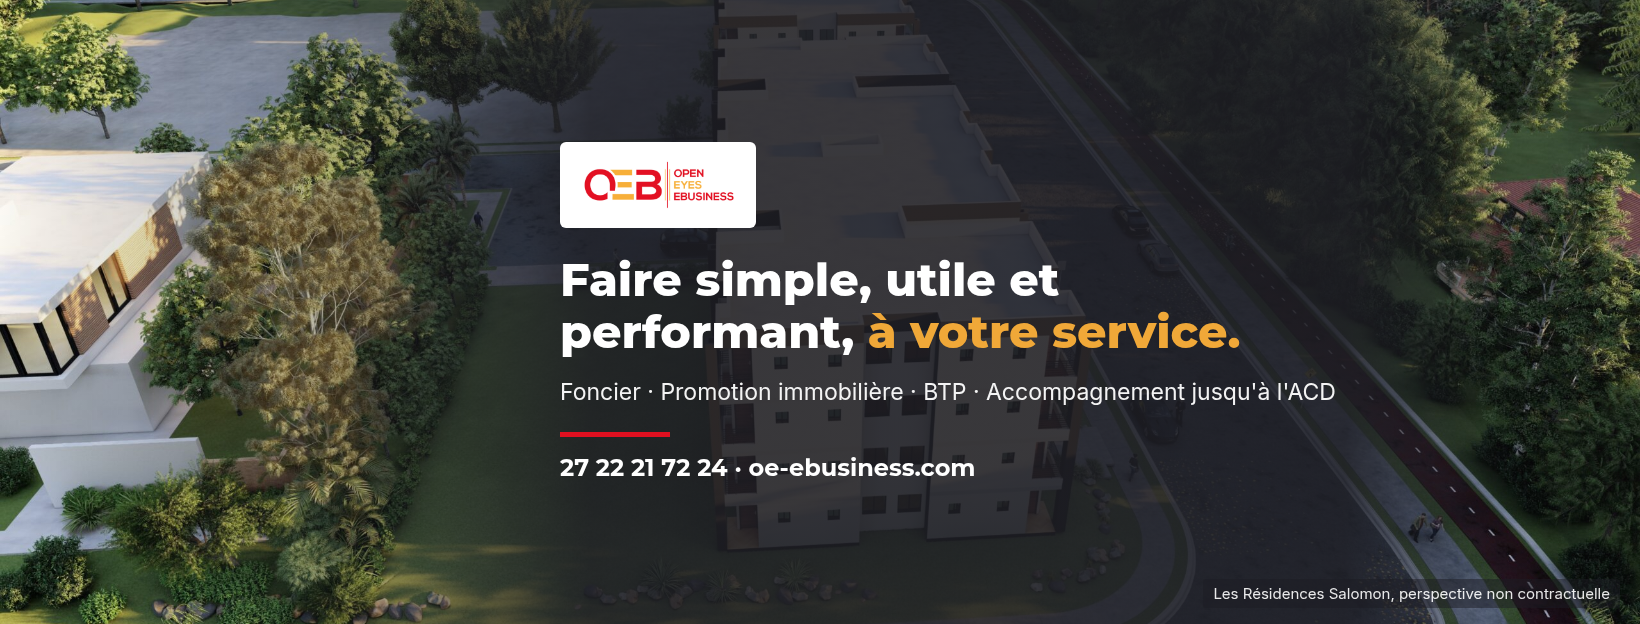 OEB
OPEN
EYES
EBUSINESS
Faire simple, utile et
performant, à votre service.
Foncier · Promotion immobilière · BTP · Accompagnement jusqu'à l'ACD
27 22 21 72 24 · oe-ebusiness.com
Les Résidences Salomon, perspective non contractuelle